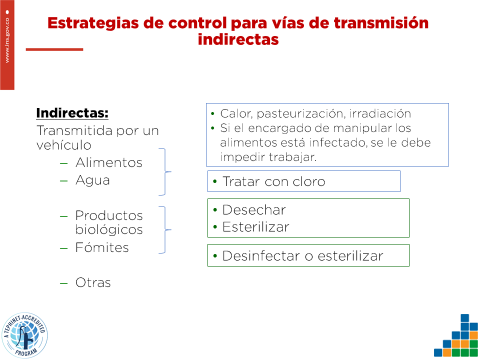 Estrategias de control para vías de transmisión
indirectas
www.ins.gov.co
Indirectas:
Transmitida por un
vehículo
– Alimentos
– Agua
– Productos
biológicos
– Fómites
– Otras
• Calor, pasteurización, irradiación
• Si el encargado de manipular los
alimentos está infectado, se le debe
impedir trabajar.
• Tratar con cloro
• Desechar
• Esterilizar
• Desinfectar o esterilizar
A TEPHINET ACCREDITED
PROGRAM